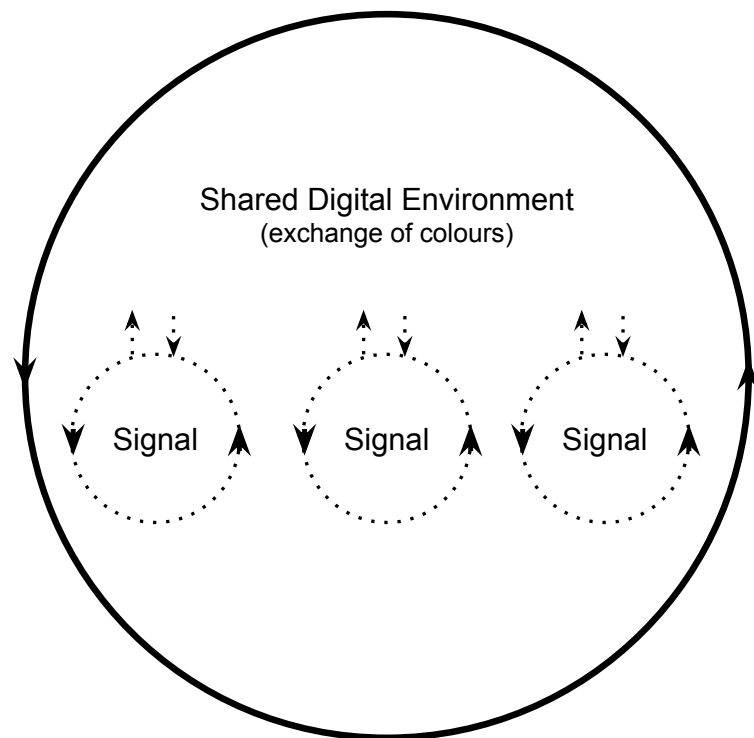 Shared Digital Environment
(exchange of colours)
Signal
Signal
Signal